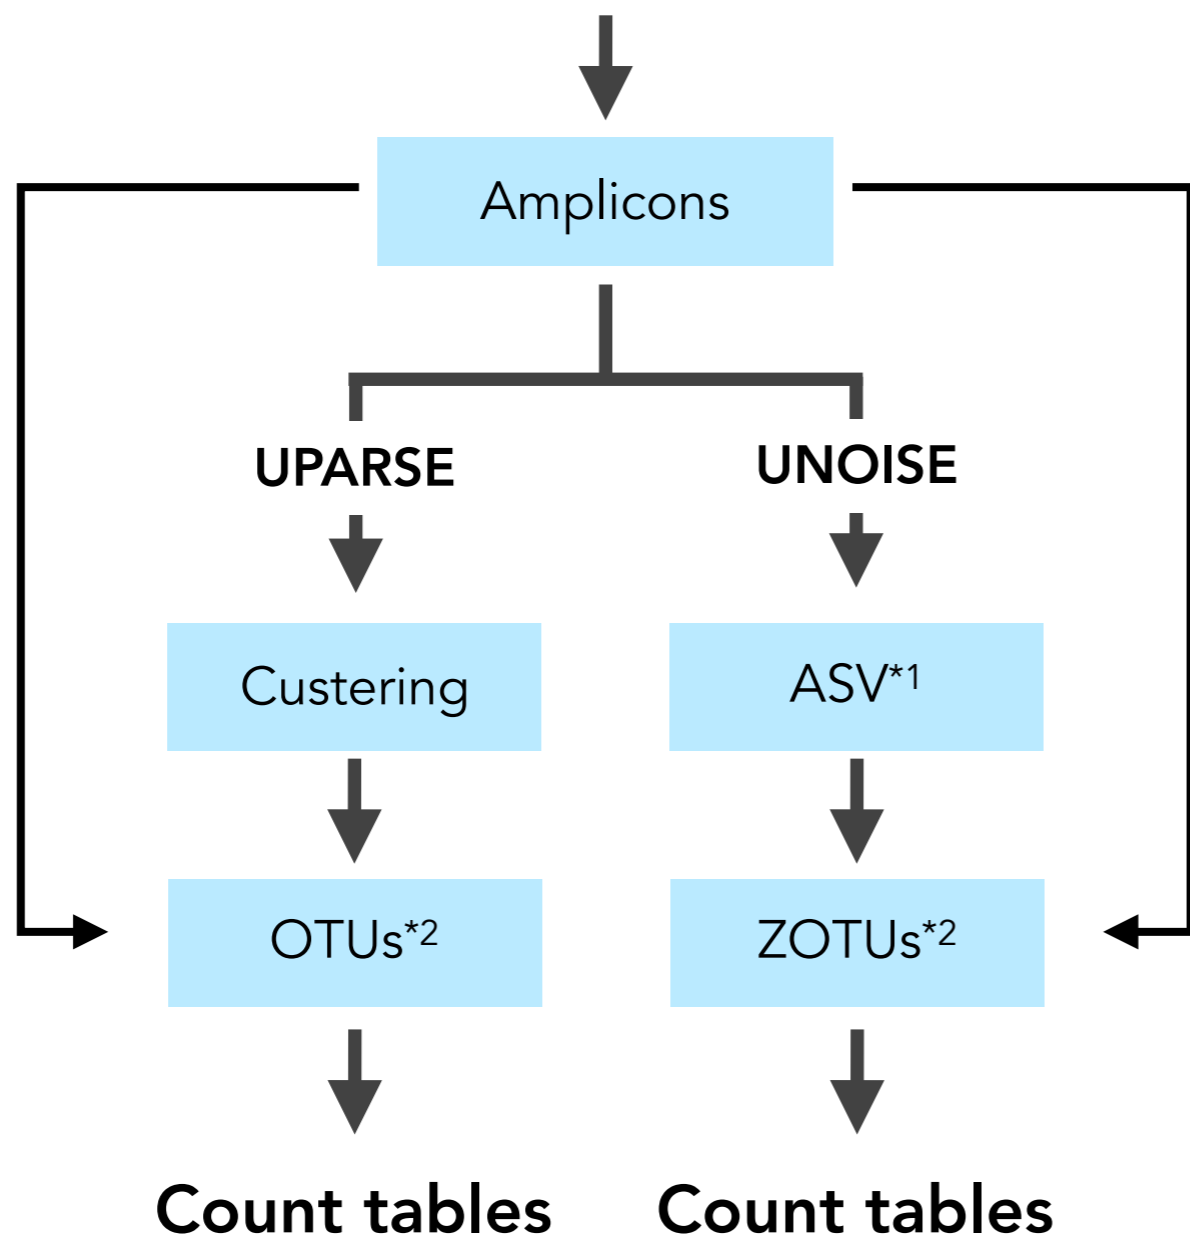 Amplicons
UPARSE
UNOISE
Custering
ASV*1
OTUs*2
ZOTUs*2
Count tables
Count tables